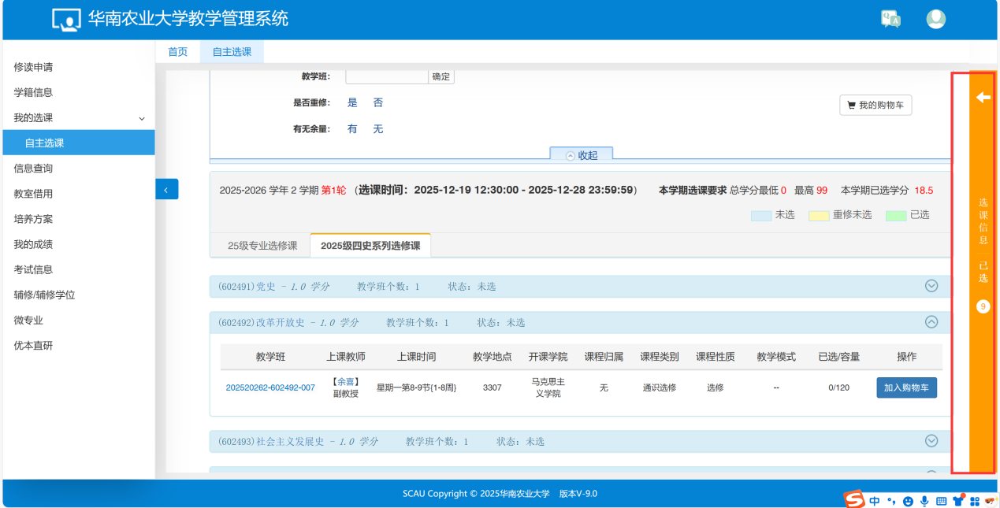 华南农业大学教学管理系统
首页 自主选课
修读申请
学籍信息
我的选课
自主选课
信息查询
教室借用
培养方案
我的成绩
考试信息
辅修/辅修学位
微专业
优本直研
教学班: 确定
是否重修: 是 否
我的购物车
有无余量: 有 无
收起
2025-2026 学年 2 学期 第1轮 (选课时间: 2025-12-19 12:30:00 - 2025-12-28 23:59:59) 本学期选课要求 总学分最低 0 最高 99 本学期已选学分 18.5
未选 重修未选 已选
25级专业选修课 2025级四史系列选修课
(602491)党史 - 1.0 学分 教学班个数: 1 状态: 未选
(602492)改革开放史 - 1.0 学分 教学班个数: 1 状态: 未选
教学班 上课教师 上课时间 教学地点 开课学院 课程归属 课程类别 课程性质 教学模式 已选/容量 操作
202520262-602492-007 【余喜】 副教授 星期一第8-9节{1-8周} 3307 马克思主义学院 无 通识选修 选修 -- 0/120 加入购物车
(602493)社会主义发展史 - 1.0 学分 教学班个数: 1 状态: 未选
选课信息 已选 9
SCAU Copyright © 2025华南农业大学 版本V-9.0
中